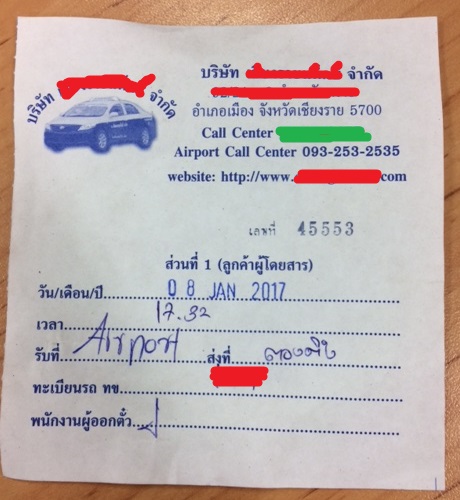 บริษัท จำกัด
บริษัท จำกัด
อำเภอเมือง จังหวัดเชียงราย 5700
Call Center
Airport Call Center 093-253-2535
website: http://www. com
เลขที่ 45553
ส่วนที่ 1 (ลูกค้าผู้โดยสาร)
วัน/เดือน/ปี 08 JAN 2017
เวลา 17.32
รับที่ Airport ส่งที่
ทะเบียนรถ ทข.
พนักงานผู้ออกตั๋ว